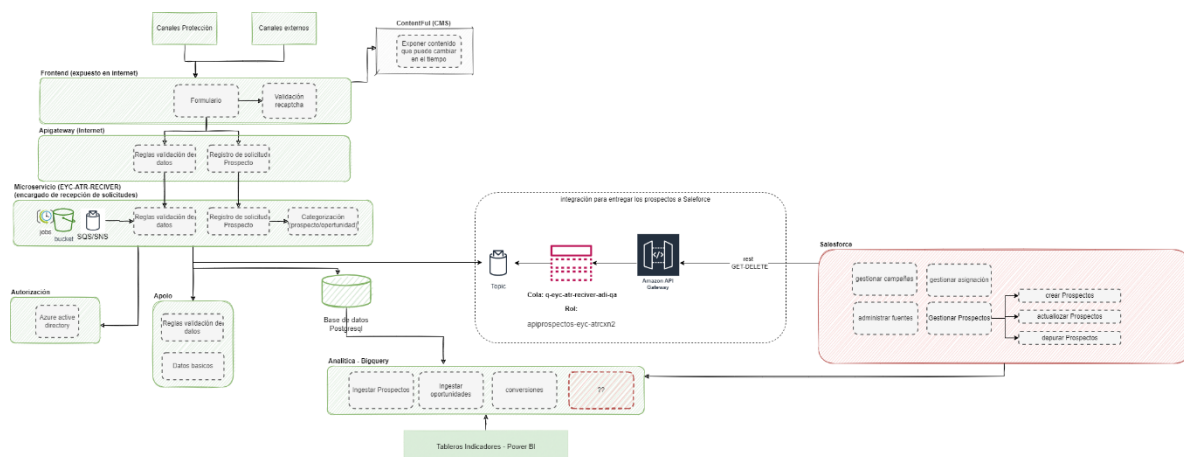 Canales Protección
Canales externos
ContentFul (CMS)
Exponer contenido
que puede cambiar
en el tiempo
Frontend (expuesto en internet)
Formulario
Validación
recaptcha
Apigateway (Internet)
Reglas validación de
datos
Registro de solicitud
Prospecto
Microservicio (EYC-ATR-RECIVER)
(encargado de recepción de solicitudes)
jobs
bucket
SQS/SNS
Reglas validación de
datos
Registro de solicitud
Prospecto
Categorización
(prospecto/oportunidad)
integración para entregar los prospectos a Saleforce
Topic
Cola: q-eyc-atr-reciver-adi-qa
Rol:
apiprospectos-eyc-atrcxn2
Amazon API
Gateway
rest
GET-DELETE
Salesforce
gestionar campañas
gestionar asignación
administrar fuentes
Gestionar Prospectos
crear Prospectos
actualizar Prospectos
depurar Prospectos
Autorización
Azure active
directory
Apolo
Reglas validación de
datos
Datos basicos
Base de datos
Postgresql
Analítica - Bigquery
Ingestar Prospectos
Ingestar
oportunidades
conversiones
??
Tableros Indicadores - Power BI